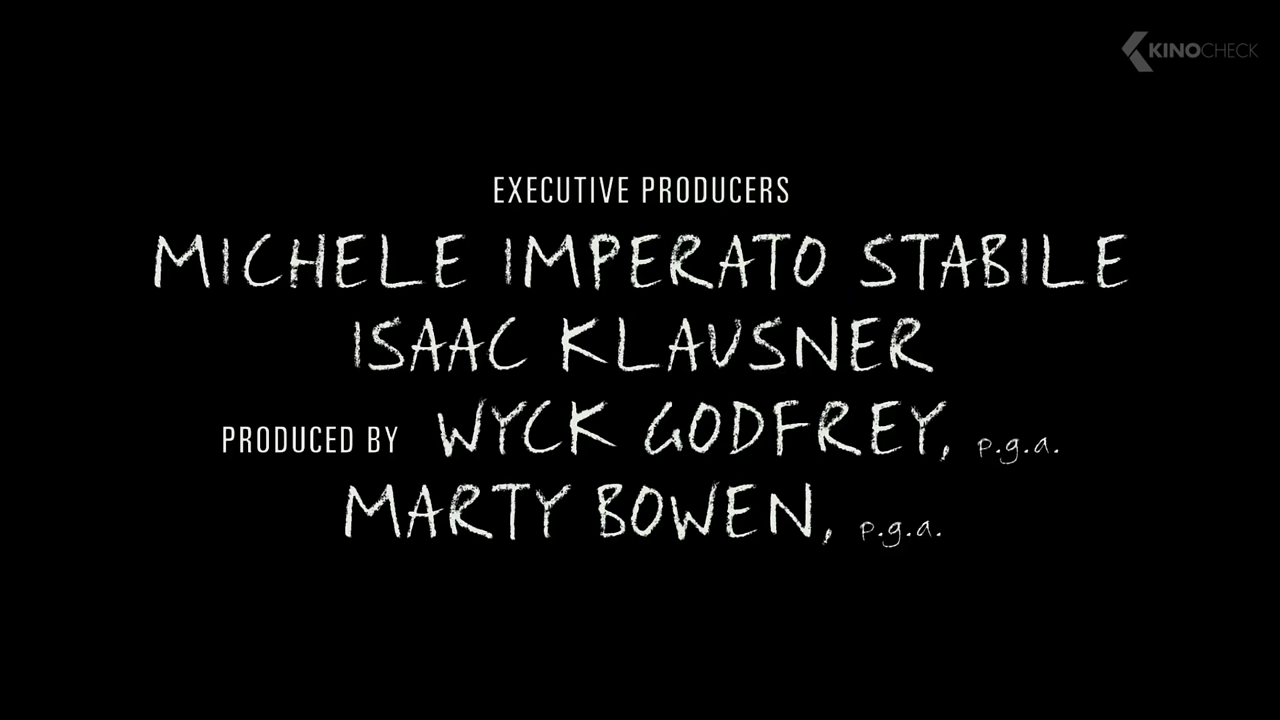 KINOCHECK
EXECUTIVE PRODUCERS
MICHELE IMPERATO STABILE
ISAAC KLAUSNER
PRODUCED BY WYCK GODFREY, p.g.a.
MARTY BOWEN, p.g.a.